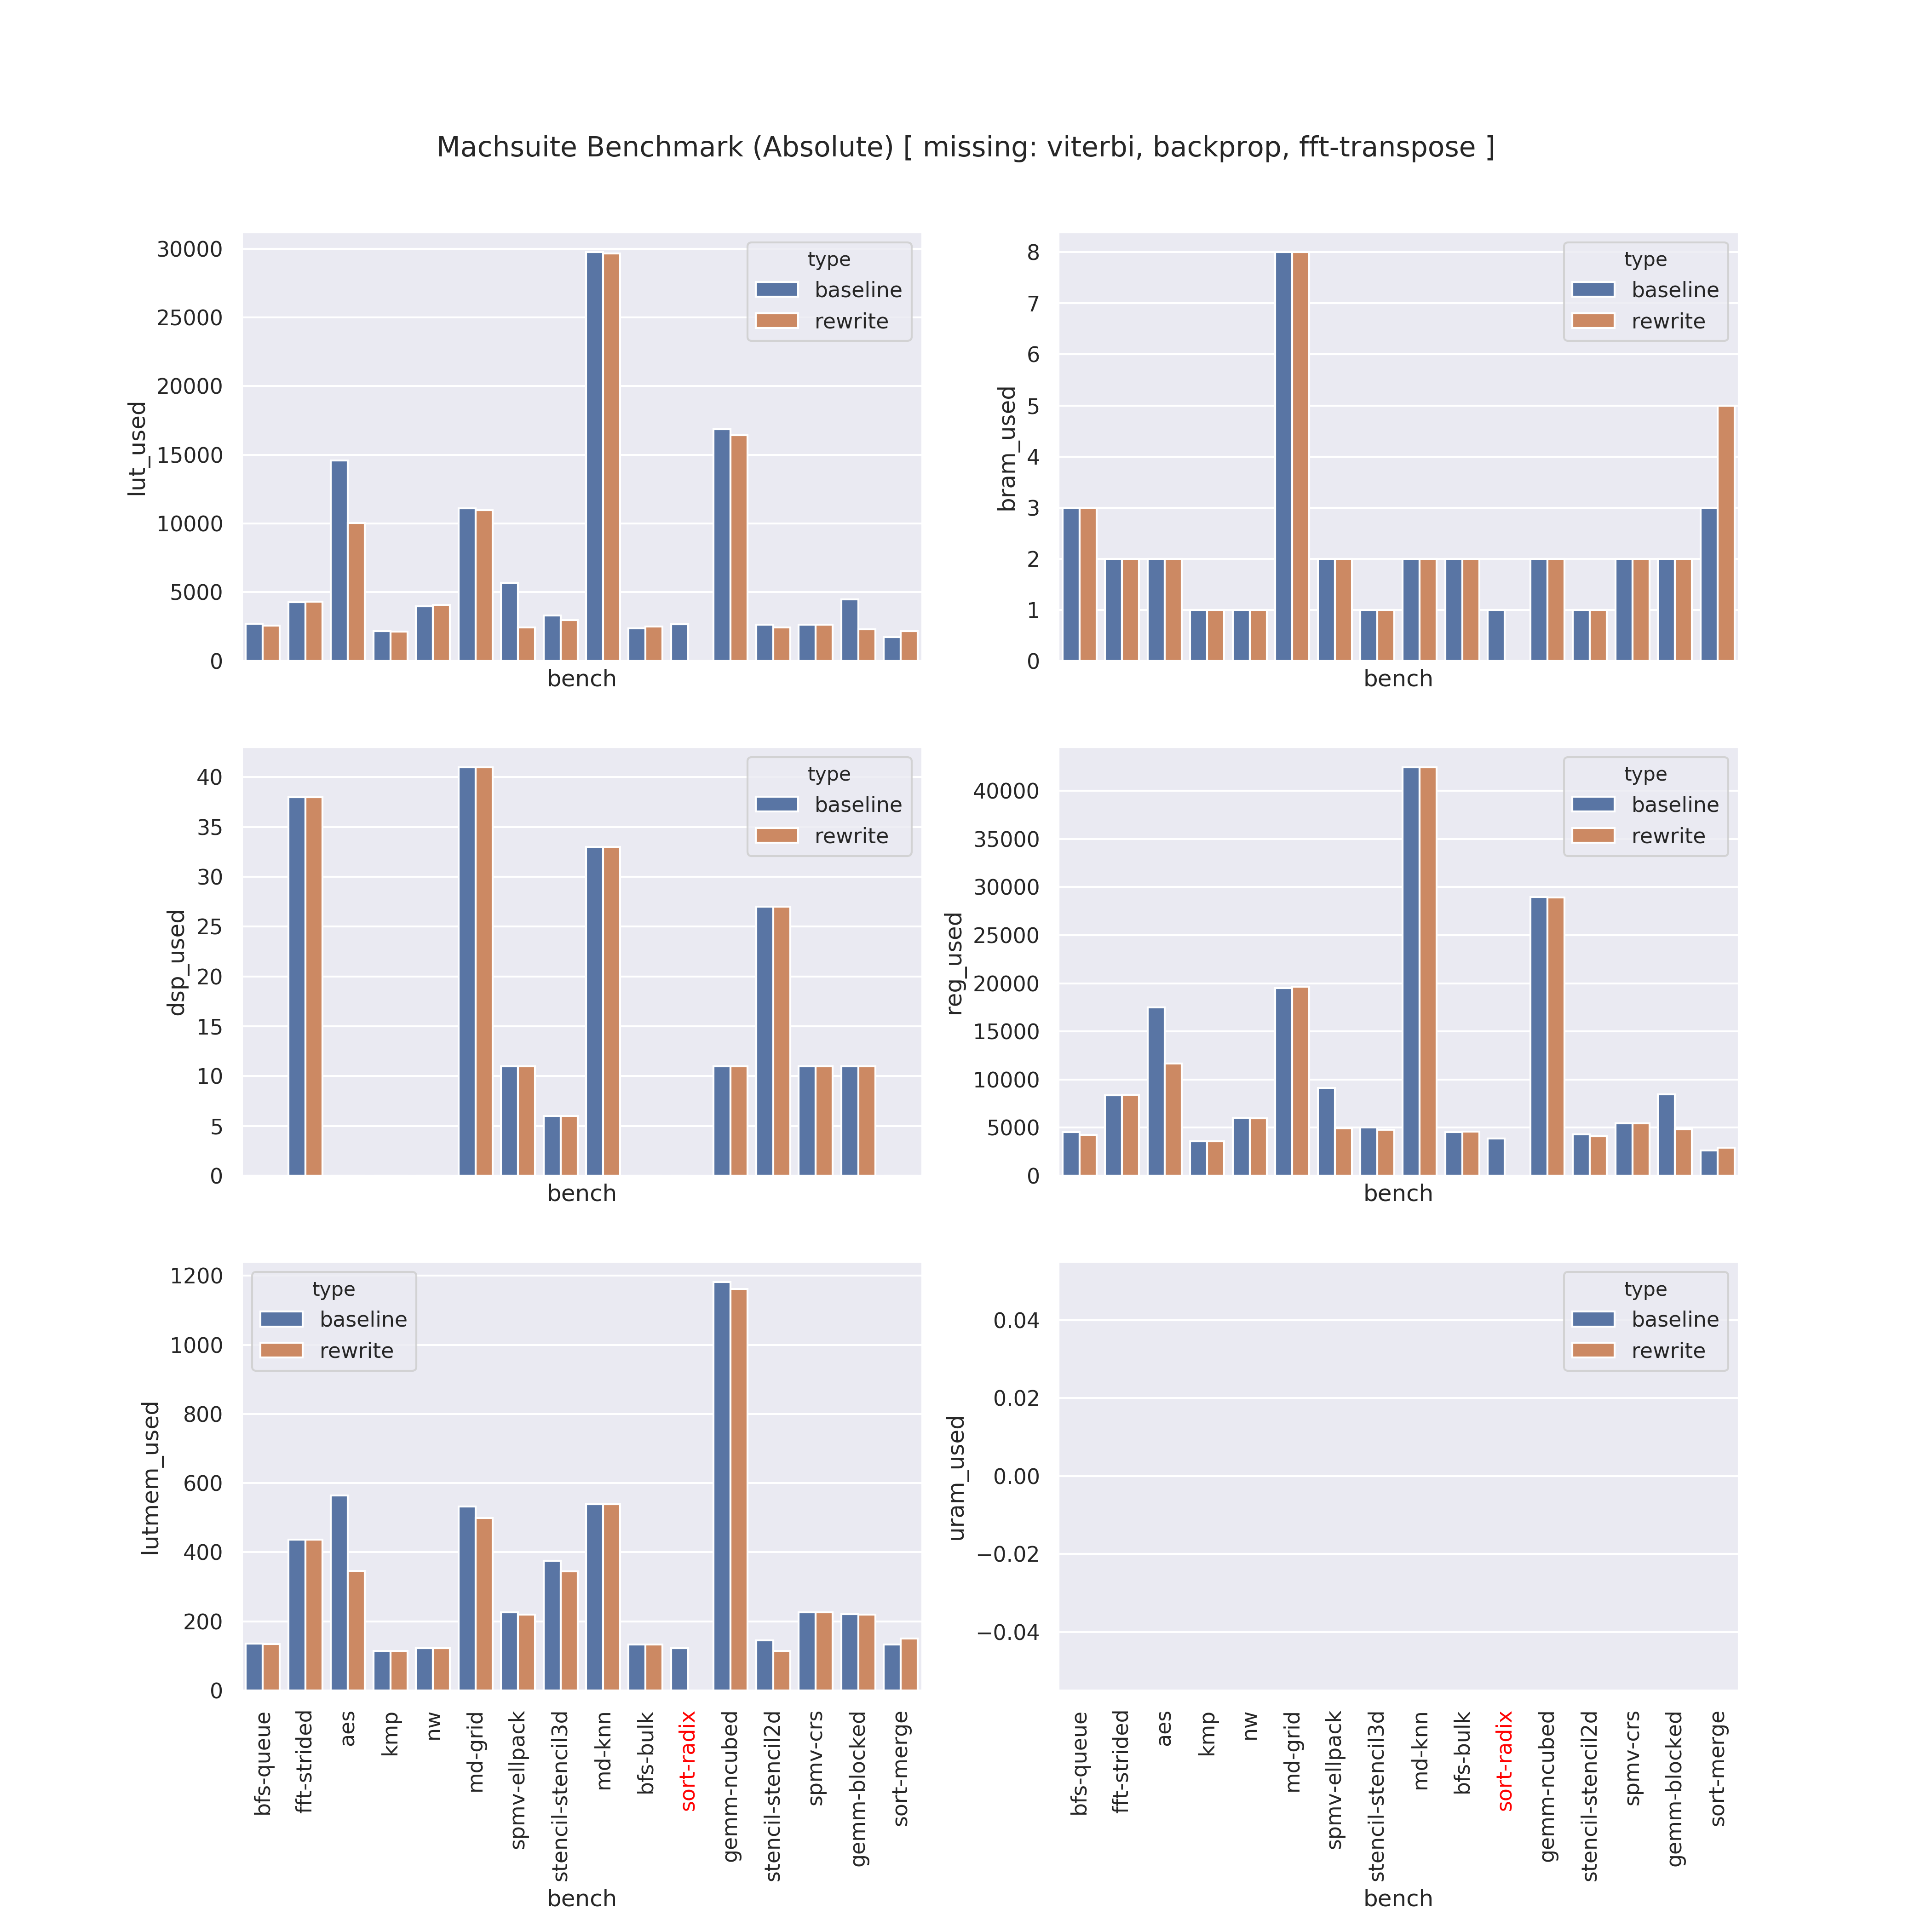 Machsuite Benchmark (Absolute) [ missing: viterbi, backprop, fft-transpose ]
lut_used
30000
25000
20000
15000
10000
5000
0
type
baseline
rewrite
bench
bram_used
8
7
6
5
4
3
2
1
0
type
baseline
rewrite
bench
dsp_used
40
35
30
25
20
15
10
5
0
type
baseline
rewrite
bench
reg_used
40000
35000
30000
25000
20000
15000
10000
5000
0
type
baseline
rewrite
bench
lutmem_used
1200
1000
800
600
400
200
0
type
baseline
rewrite
bfs-queue
fft-strided
aes
kmp
nw
md-grid
spmv-ellpack
stencil-stencil3d
md-knn
bfs-bulk
sort-radix
gemm-ncubed
stencil-stencil2d
spmv-crs
gemm-blocked
sort-merge
bench
uram_used
0.04
0.02
0.00
−0.02
−0.04
type
baseline
rewrite
bfs-queue
fft-strided
aes
kmp
nw
md-grid
spmv-ellpack
stencil-stencil3d
md-knn
bfs-bulk
sort-radix
gemm-ncubed
stencil-stencil2d
spmv-crs
gemm-blocked
sort-merge
bench